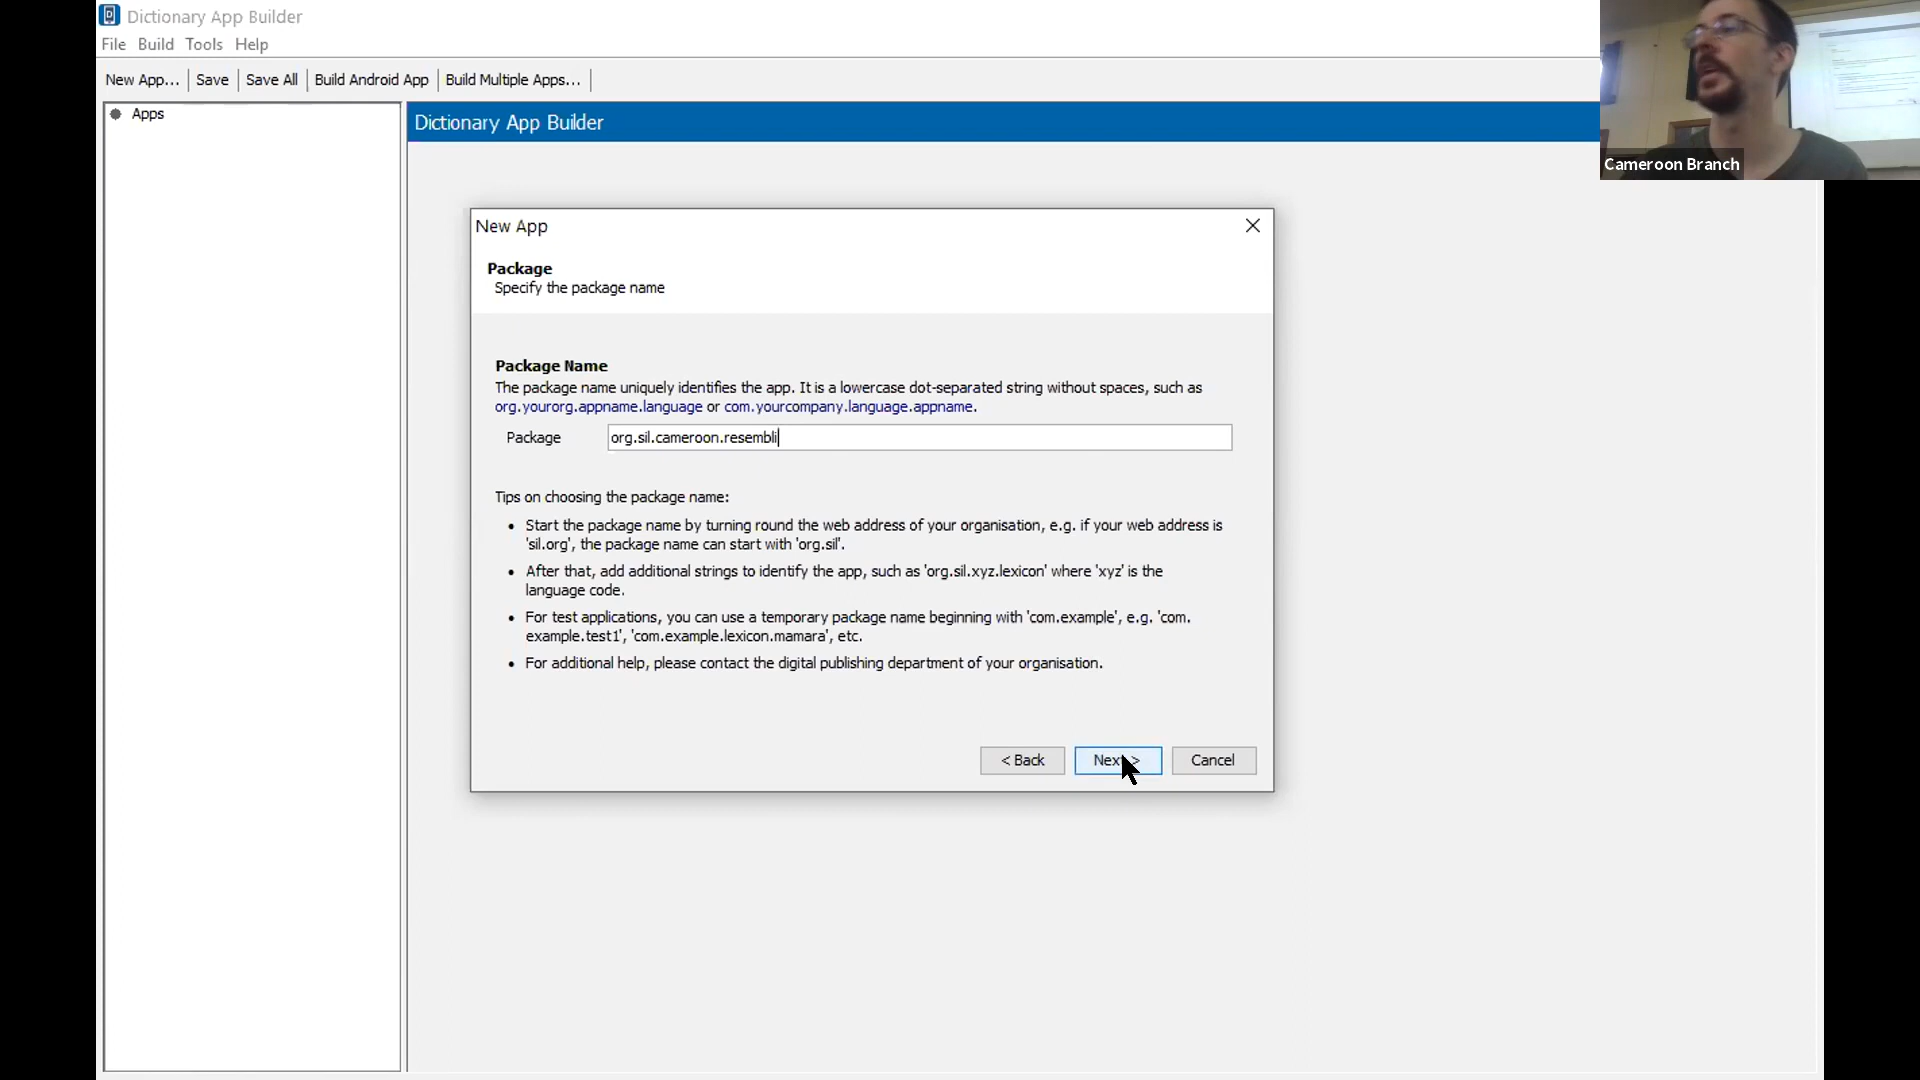 Dictionary App Builder
File Build Tools Help
New App... Save Save All Build Android App Build Multiple Apps...
Apps
Dictionary App Builder
Cameroon Branch
New App
Package
Specify the package name
Package Name
The package name uniquely identifies the app. It is a lowercase dot-separated string without spaces, such as
org.yourorg.appname.language or com.yourcompany.language.appname.
Package org.sil.cameroon.resembli
Tips on choosing the package name:
• Start the package name by turning round the web address of your organisation, e.g. if your web address is
'sil.org', the package name can start with 'org.sil'.
• After that, add additional strings to identify the app, such as 'org.sil.xyz.lexicon' where 'xyz' is the
language code.
• For test applications, you can use a temporary package name beginning with 'com.example', e.g. 'com.
example.test1', 'com.example.lexicon.mamara', etc.
• For additional help, please contact the digital publishing department of your organisation.
< Back Next > Cancel